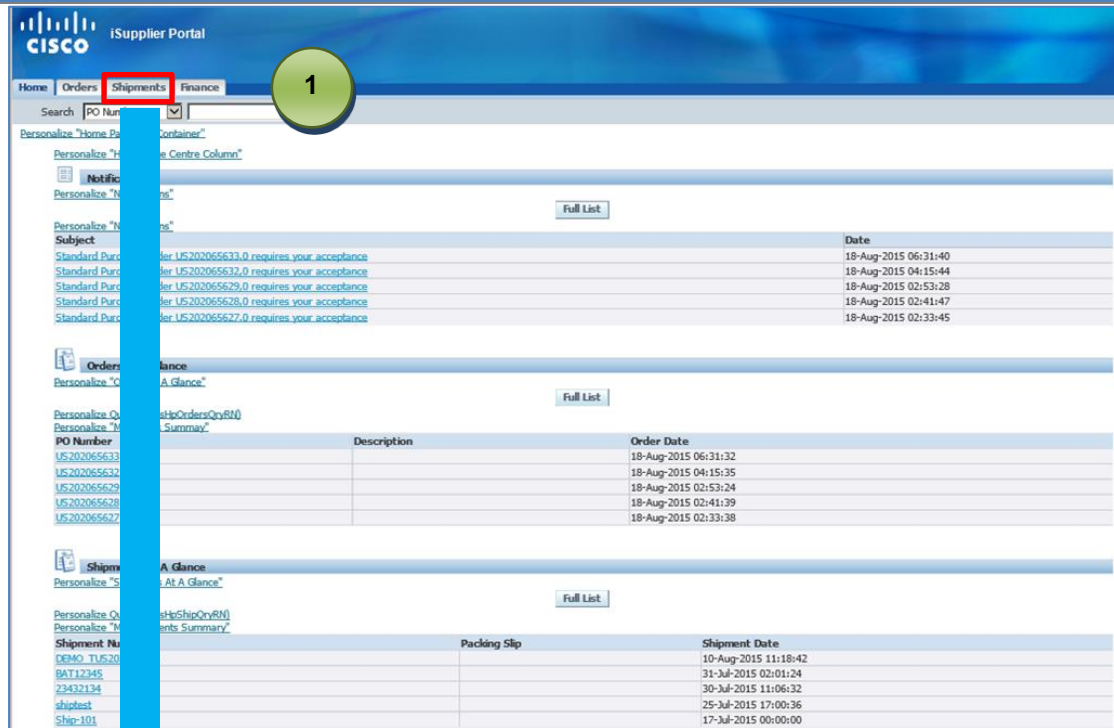 CISCO iSupplier Portal
Home Orders Shipments Finance
1
Search PO Num
Personalize "Home Pa Container"
Personalize "H e Centre Column"
Notific
Personalize "N ns"
Full List
Personalize "N ns"
Subject Date
Standard Purc der US202065633,0 requires your acceptance 18-Aug-2015 06:31:40
Standard Purc der US202065632,0 requires your acceptance 18-Aug-2015 04:15:44
Standard Purc der US202065629,0 requires your acceptance 18-Aug-2015 02:53:28
Standard Purc der US202065628,0 requires your acceptance 18-Aug-2015 02:41:47
Standard Purc der US202065627,0 requires your acceptance 18-Aug-2015 02:33:45
Orders lance
Personalize "O A Glance"
Full List
Personalize Qu sHpOrdersQryRN)
Personalize "M s Summay"
PO Number Description Order Date
US202065633 18-Aug-2015 06:31:32
US202065632 18-Aug-2015 04:15:35
US202065629 18-Aug-2015 02:53:24
US202065628 18-Aug-2015 02:41:39
US202065627 18-Aug-2015 02:33:38
Shipm A Glance
Personalize "S s At A Glance"
Full List
Personalize Qu sHpShipQryRN)
Personalize "M ents Summary"
Shipment Nu Packing Slip Shipment Date
DEMO_TUS20 10-Aug-2015 11:18:42
BAT12345 31-Jul-2015 02:01:24
23432134 30-Jul-2015 11:06:32
shiptest 25-Jul-2015 17:00:36
Ship-101 17-Jul-2015 00:00:00